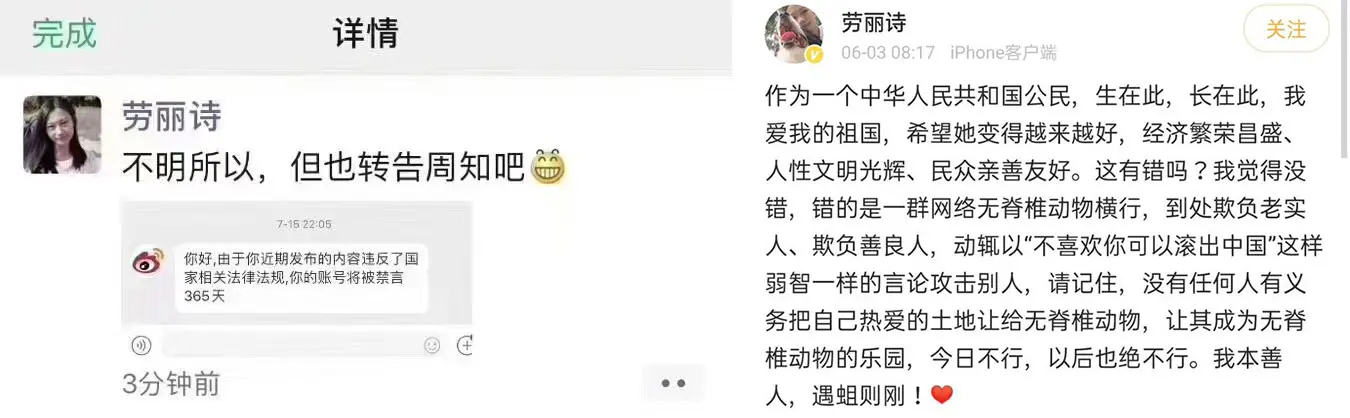 完成
详情
劳丽诗
不明所以，但也转告周知吧😁
7-15 22:05
你好,由于你近期发布的内容违反了国
家相关法律法规,你的账号将被禁言
365天
3分钟前
劳丽诗
关注
06-03 08:17 iPhone客户端
作为一个中华人民共和国公民，生在此，长在此，我
爱我的祖国，希望她变得越来越好，经济繁荣昌盛、
人性文明光辉、民众亲善友好。这有错吗？我觉得没
错，错的是一群网络无脊椎动物横行，到处欺负老实
人、欺负善良人，动辄以“不喜欢你可以滚出中国”这样
弱智一样的言论攻击别人，请记住，没有任何人有义
务把自己热爱的土地让给无脊椎动物，让其成为无脊
椎动物的乐园，今日不行，以后也绝不行。我本善
人，遇蛆则刚！❤️